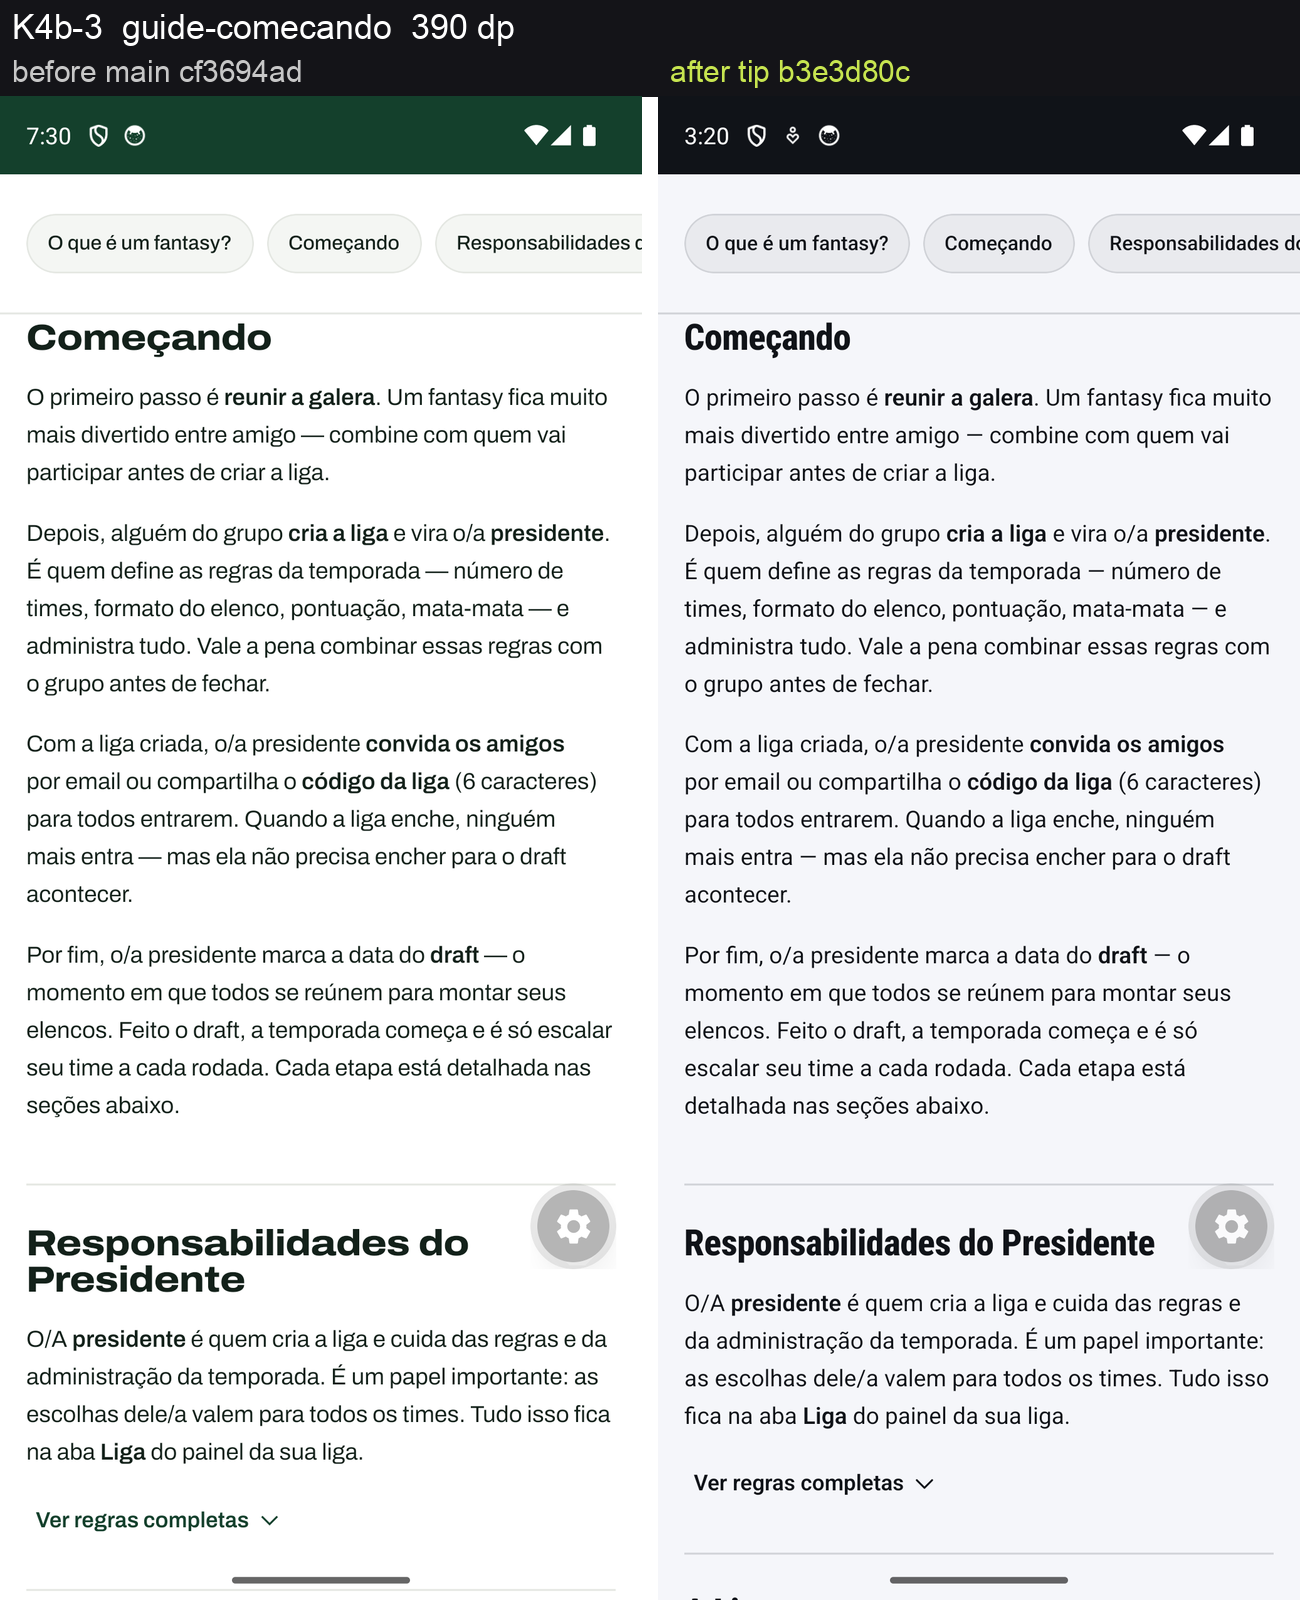 K4b-3 guide-comecando 390 dp
before main cf3694ad
after tip b3e3d80c
7:30
O que é um fantasy?
Começando
Responsabilidades d
Começando
O primeiro passo é reunir a galera. Um fantasy fica muito
mais divertido entre amigo — combine com quem vai
participar antes de criar a liga.
Depois, alguém do grupo cria a liga e vira o/a presidente.
É quem define as regras da temporada — número de
times, formato do elenco, pontuação, mata-mata — e
administra tudo. Vale a pena combinar essas regras com
o grupo antes de fechar.
Com a liga criada, o/a presidente convida os amigos
por email ou compartilha o código da liga (6 caracteres)
para todos entrarem. Quando a liga enche, ninguém
mais entra — mas ela não precisa encher para o draft
acontecer.
Por fim, o/a presidente marca a data do draft — o
momento em que todos se reúnem para montar seus
elencos. Feito o draft, a temporada começa e é só escalar
seu time a cada rodada. Cada etapa está detalhada nas
seções abaixo.
Responsabilidades do
Presidente
O/A presidente é quem cria a liga e cuida das regras e da
administração da temporada. É um papel importante: as
escolhas dele/a valem para todos os times. Tudo isso fica
na aba Liga do painel da sua liga.
Ver regras completas
3:20
O que é um fantasy?
Começando
Responsabilidades do
Começando
O primeiro passo é reunir a galera. Um fantasy fica muito
mais divertido entre amigo — combine com quem vai
participar antes de criar a liga.
Depois, alguém do grupo cria a liga e vira o/a presidente.
É quem define as regras da temporada — número de
times, formato do elenco, pontuação, mata-mata — e
administra tudo. Vale a pena combinar essas regras com
o grupo antes de fechar.
Com a liga criada, o/a presidente convida os amigos
por email ou compartilha o código da liga (6 caracteres)
para todos entrarem. Quando a liga enche, ninguém
mais entra — mas ela não precisa encher para o draft
acontecer.
Por fim, o/a presidente marca a data do draft — o
momento em que todos se reúnem para montar seus
elencos. Feito o draft, a temporada começa e é só
escalar seu time a cada rodada. Cada etapa está
detalhada nas seções abaixo.
Responsabilidades do Presidente
O/A presidente é quem cria a liga e cuida das regras e
da administração da temporada. É um papel importante:
as escolhas dele/a valem para todos os times. Tudo isso
fica na aba Liga do painel da sua liga.
Ver regras completas